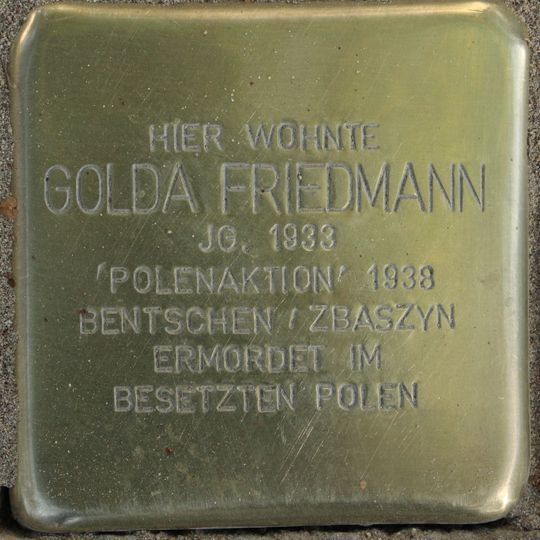 HIER WOHNTE
GOLDA FRIEDMANN
JG. 1933
'POLENAKTION' 1938
BENTSCHEN / ZBASZYN
ERMORDET IM
BESETZTEN POLEN